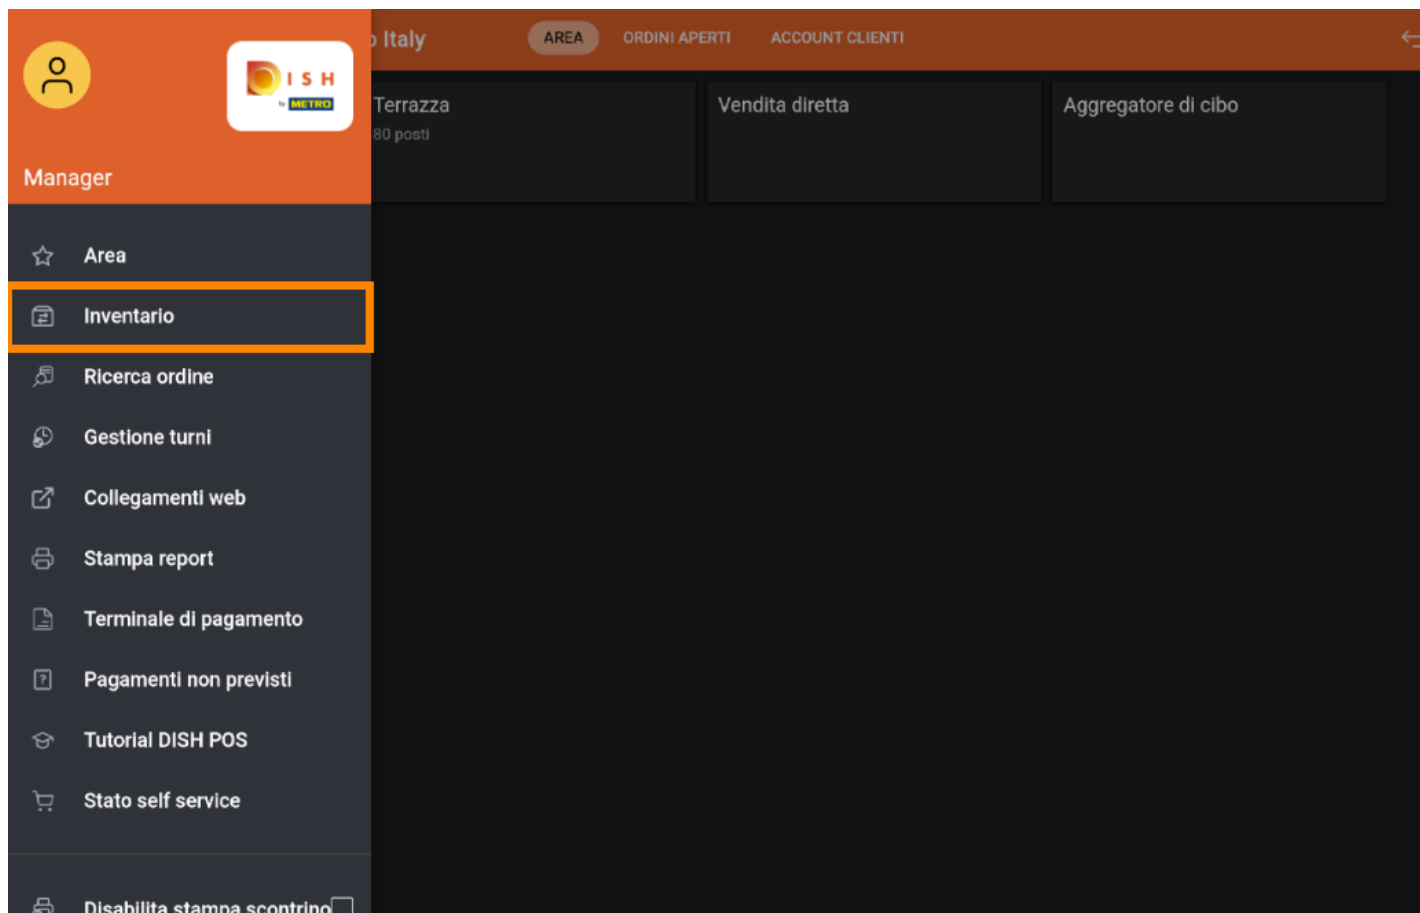 Italy
AREA
ORDINI APERTI
ACCOUNT CLIENTI
DISH
by METRO
Manager
Terrazza
80 posti
Vendita diretta
Aggregatore di cibo
Area
Inventario
Ricerca ordine
Gestione turni
Collegamenti web
Stampa report
Terminale di pagamento
Pagamenti non previsti
Tutorial DISH POS
Stato self service
Disabilita stampa scontrino